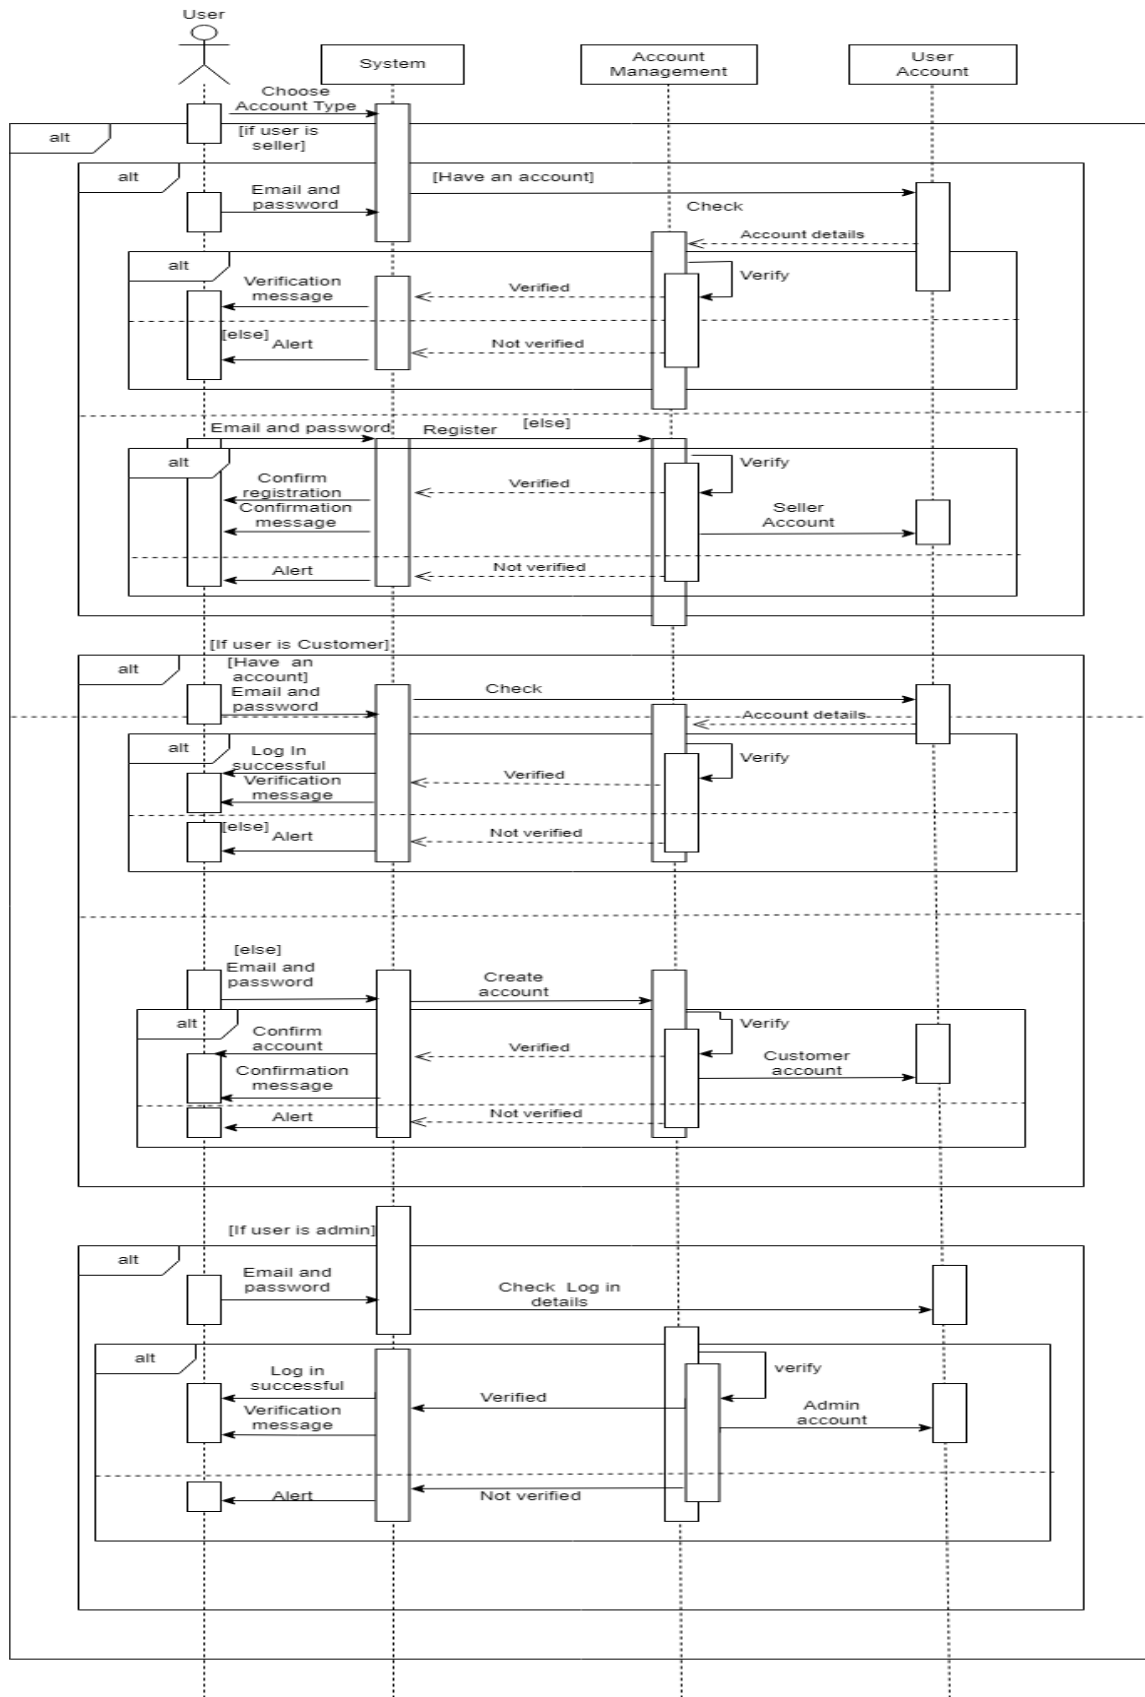 User
System
Account
Management
User
Account
Choose
Account Type
alt
[if user is
seller]
alt
[Have an account]
Email and
password
Check
Account details
alt
Verify
Verification
message
Verified
[else]
Alert
Not verified
Email and password
Register
[else]
alt
Verify
Confirm
registration
Verified
Confirmation
message
Seller
Account
Alert
Not verified
[If user is Customer]
alt
[Have an
account]
Email and
password
Check
Account details
alt
Log In
successful
Verify
Verification
message
Verified
[else]
Alert
Not verified
[else]
Email and
password
Create
account
alt
Verify
Confirm
account
Verified
Confirmation
message
Customer
account
Alert
Not verified
[If user is admin]
alt
Email and
password
Check Log in
details
alt
verify
Log in
successful
Verified
Verification
message
Admin
account
Alert
Not verified